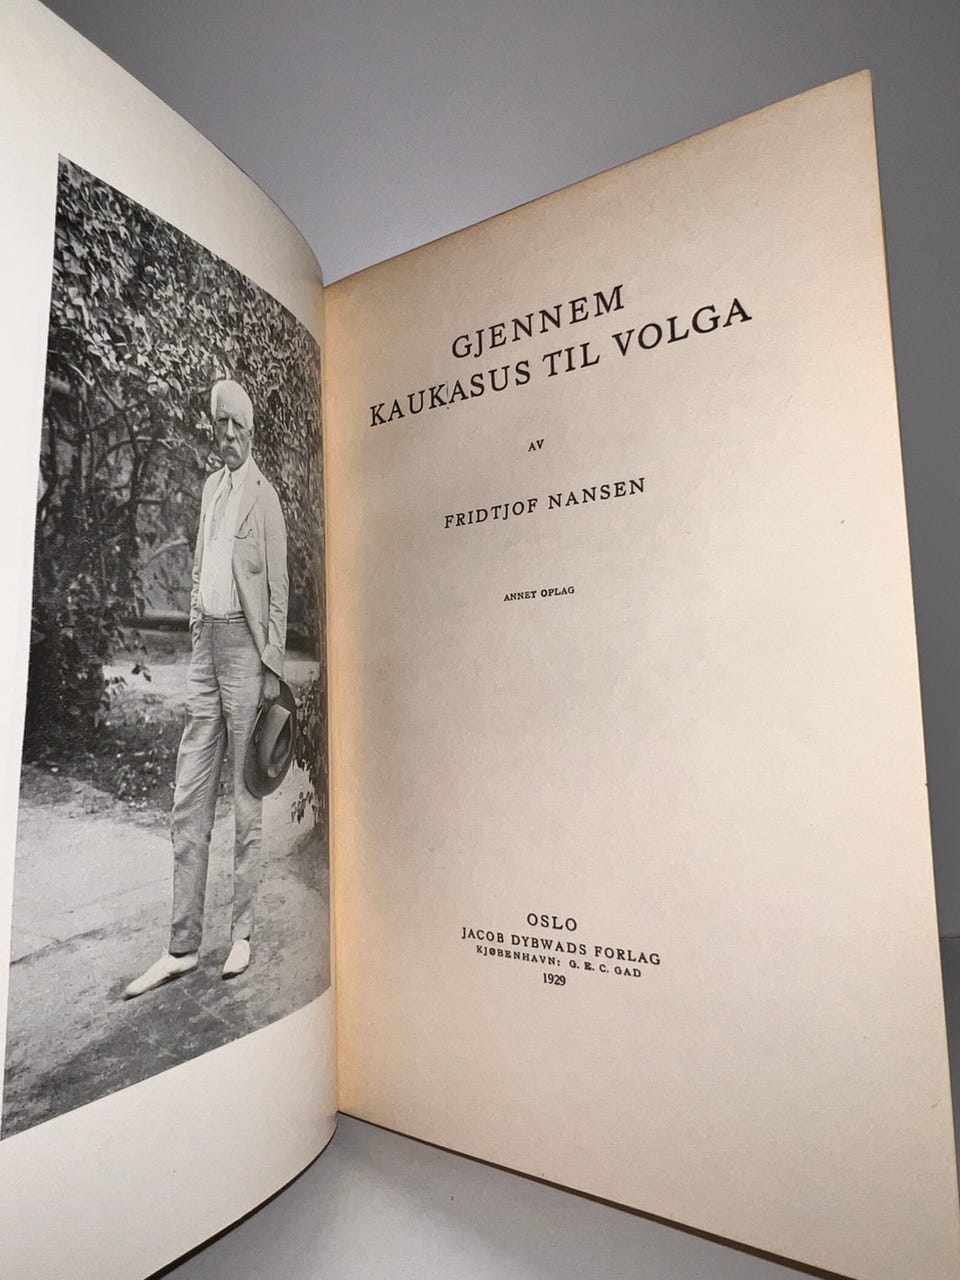 GJENNEM
KAUKASUS TIL VOLGA
AV
FRIDTJOF NANSEN
ANNET OPLAG
OSLO
JACOB DYBWADS FORLAG
KJØBENHAVN: G. E. C. GAD
1929